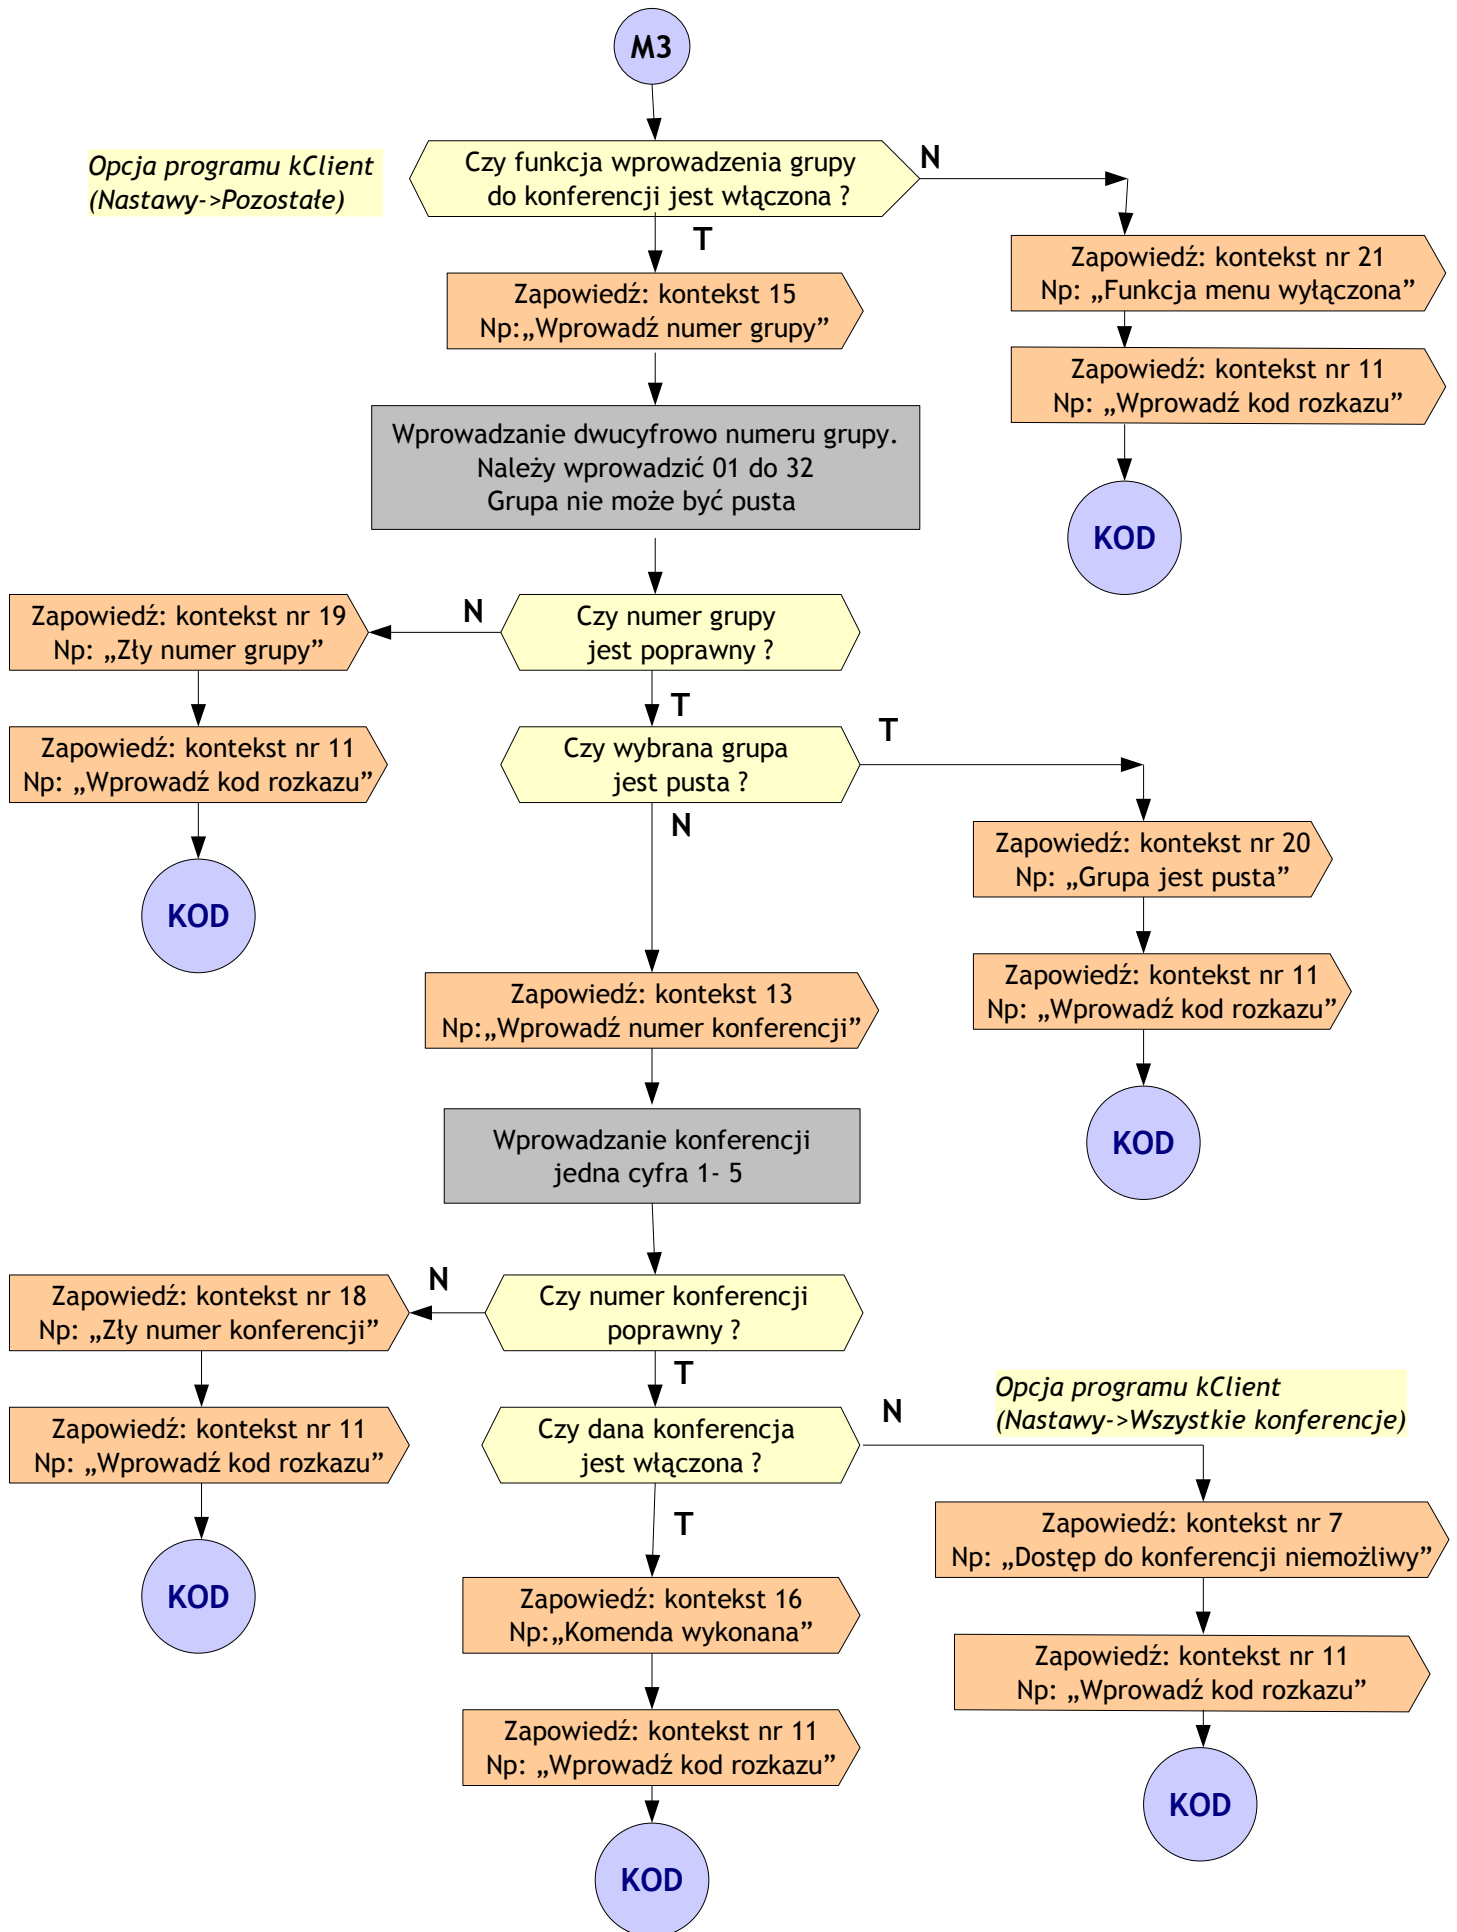 M3
Opcja programu kClient
(Nastawy->Pozostałe)
Czy funkcja wprowadzenia grupy
do konferencji jest włączona ?
N
T
Zapowiedź: kontekst nr 21
Np: „Funkcja menu wyłączona”
Zapowiedź: kontekst 15
Np:„Wprowadź numer grupy”
Zapowiedź: kontekst nr 11
Np: „Wprowadź kod rozkazu”
Wprowadzanie dwucyfrowo numeru grupy.
Należy wprowadzić 01 do 32
Grupa nie może być pusta
KOD
Zapowiedź: kontekst nr 19
Np: „Zły numer grupy”
N
Czy numer grupy
jest poprawny ?
T
Zapowiedź: kontekst nr 11
Np: „Wprowadź kod rozkazu”
Czy wybrana grupa
jest pusta ?
T
N
KOD
Zapowiedź: kontekst nr 20
Np: „Grupa jest pusta”
Zapowiedź: kontekst 13
Np:„Wprowadź numer konferencji”
Zapowiedź: kontekst nr 11
Np: „Wprowadź kod rozkazu”
Wprowadzanie konferencji
jedna cyfra 1- 5
KOD
Zapowiedź: kontekst nr 18
Np: „Zły numer konferencji”
N
Czy numer konferencji
poprawny ?
T
Opcja programu kClient
(Nastawy->Wszystkie konferencje)
Zapowiedź: kontekst nr 11
Np: „Wprowadź kod rozkazu”
Czy dana konferencja
jest włączona ?
N
T
Zapowiedź: kontekst nr 7
Np: „Dostęp do konferencji niemożliwy”
KOD
Zapowiedź: kontekst 16
Np:„Komenda wykonana”
Zapowiedź: kontekst nr 11
Np: „Wprowadź kod rozkazu”
Zapowiedź: kontekst nr 11
Np: „Wprowadź kod rozkazu”
KOD
KOD